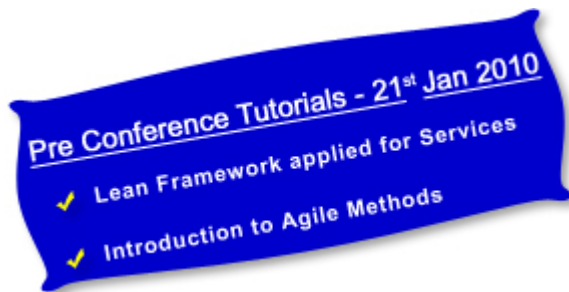 Pre Conference Tutorials - 21st Jan 2010
Lean Framework applied for Services
Introduction to Agile Methods